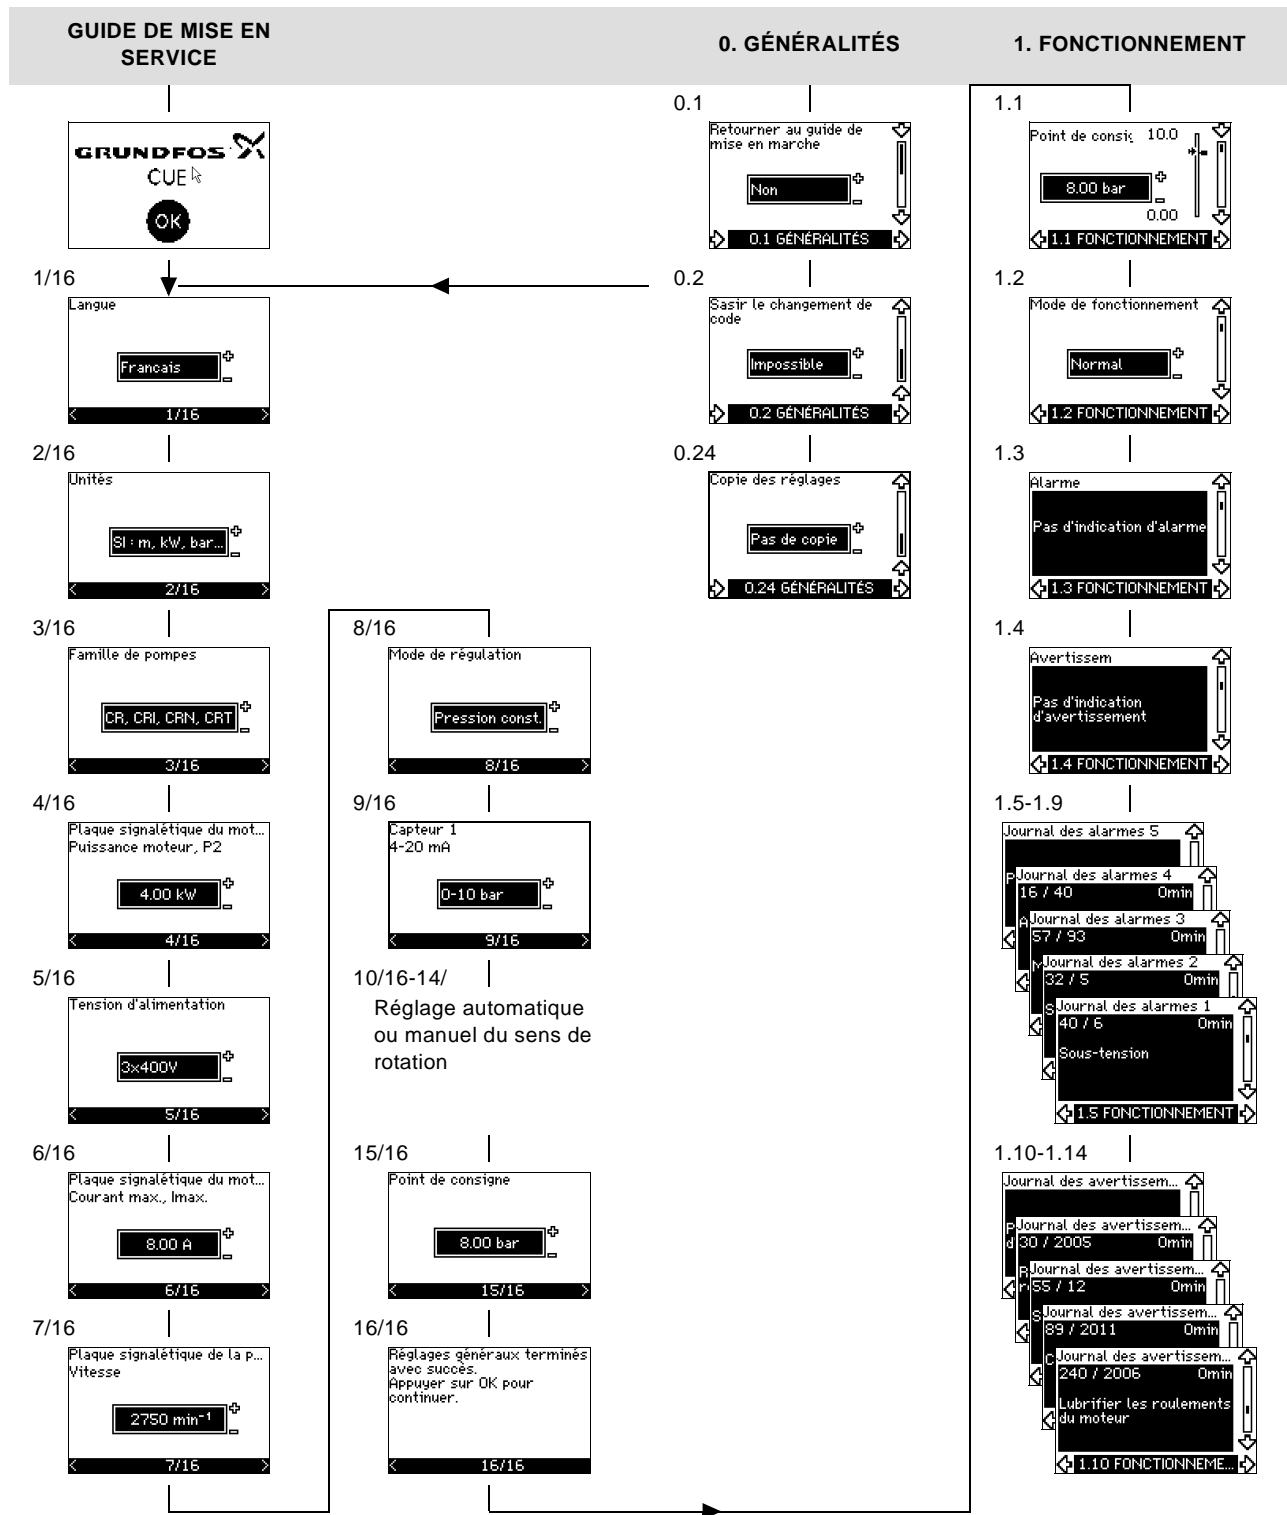 GUIDE DE MISE EN
SERVICE
0. GÉNÉRALITÉS
1. FONCTIONNEMENT
GRUNDFOS
CUE
OK
1/16
Langue
Francais
< 1/16 >
2/16
Unités
SI : m, kW, bar...
< 2/16 >
3/16
Famille de pompes
CR, CRI, CRN, CRT
< 3/16 >
4/16
Plaque signalétique du mot...
Puissance moteur, P2
4.00 kW
< 4/16 >
5/16
Tension d'alimentation
3x400V
< 5/16 >
6/16
Plaque signalétique du mot...
Courant max., Imax.
8.00 A
< 6/16 >
7/16
Plaque signalétique de la p...
Vitesse
2750 min⁻¹
< 7/16 >
8/16
Mode de régulation
Pression const.
< 8/16 >
9/16
Capteur 1
4-20 mA
0-10 bar
< 9/16 >
10/16-14/
Réglage automatique
ou manuel du sens de
rotation
15/16
Point de consigne
8.00 bar
< 15/16 >
16/16
Réglages généraux terminés
avec succès.
Appuyer sur OK pour
continuer.
< 16/16
0.1
Retourner au guide de
mise en marche
Non
0.1 GÉNÉRALITÉS
0.2
Sasir le changement de
code
Impossible
0.2 GÉNÉRALITÉS
0.24
Copie des réglages
Pas de copie
0.24 GÉNÉRALITÉS
1.1
Point de consig 10.0
8.00 bar
0.00
1.1 FONCTIONNEMENT
1.2
Mode de fonctionnement
Normal
1.2 FONCTIONNEMENT
1.3
Alarme
Pas d'indication d'alarme
1.3 FONCTIONNEMENT
1.4
Avertissem
Pas d'indication
d'avertissement
1.4 FONCTIONNEMENT
1.5-1.9
Journal des alarmes 5
P
Journal des alarmes 4
16 / 40 0min
A
Journal des alarmes 3
57 / 93 0min
M
Journal des alarmes 2
32 / 5 0min
S
Journal des alarmes 1
40 / 6 0min
Sous-tension
1.5 FONCTIONNEMENT
1.10-1.14
Journal des avertissem...
P
d'
Journal des avertissem...
30 / 2005 0min
R
r
Journal des avertissem...
55 / 12 0min
S
Journal des avertissem...
89 / 2011 0min
C
Journal des avertissem...
240 / 2006 0min
Lubrifier les roulements
du moteur
1.10 FONCTIONNEME...